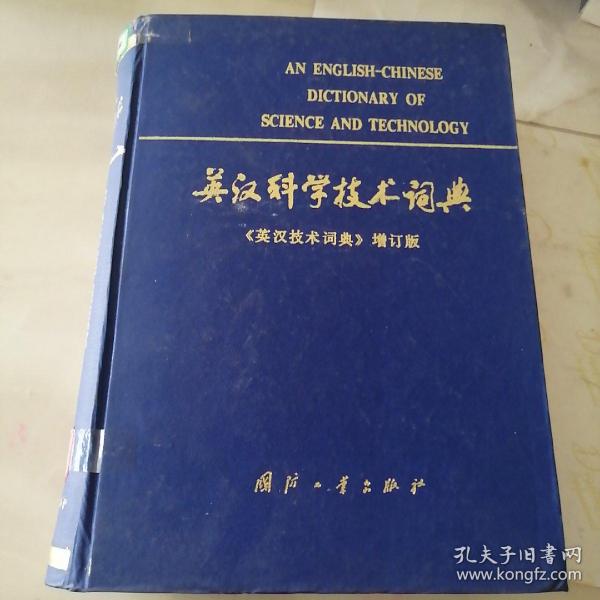 AN ENGLISH-CHINESE
DICTIONARY OF
SCIENCE AND TECHNOLOGY
英汉科学技术词典
《英汉技术词典》增订版
国防工业出版社
孔夫子旧书网
www.kongfz.com